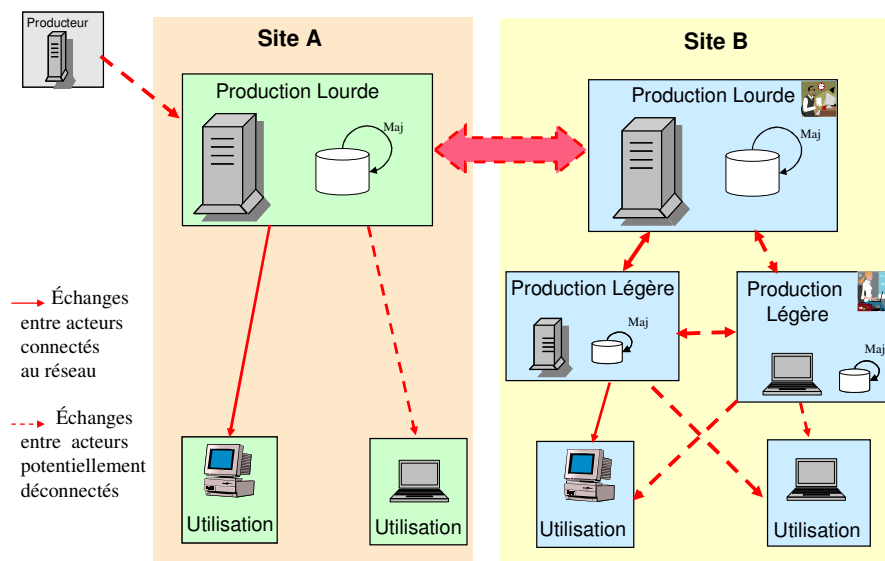 Producteur
Site A
Site B
Production Lourde
Maj
Production Lourde
Maj
Production Légère
Maj
Production
Légère
Maj
Échanges
entre acteurs
connectés
au réseau
Échanges
entre acteurs
potentiellement
déconnectés
Utilisation
Utilisation
Utilisation
Utilisation